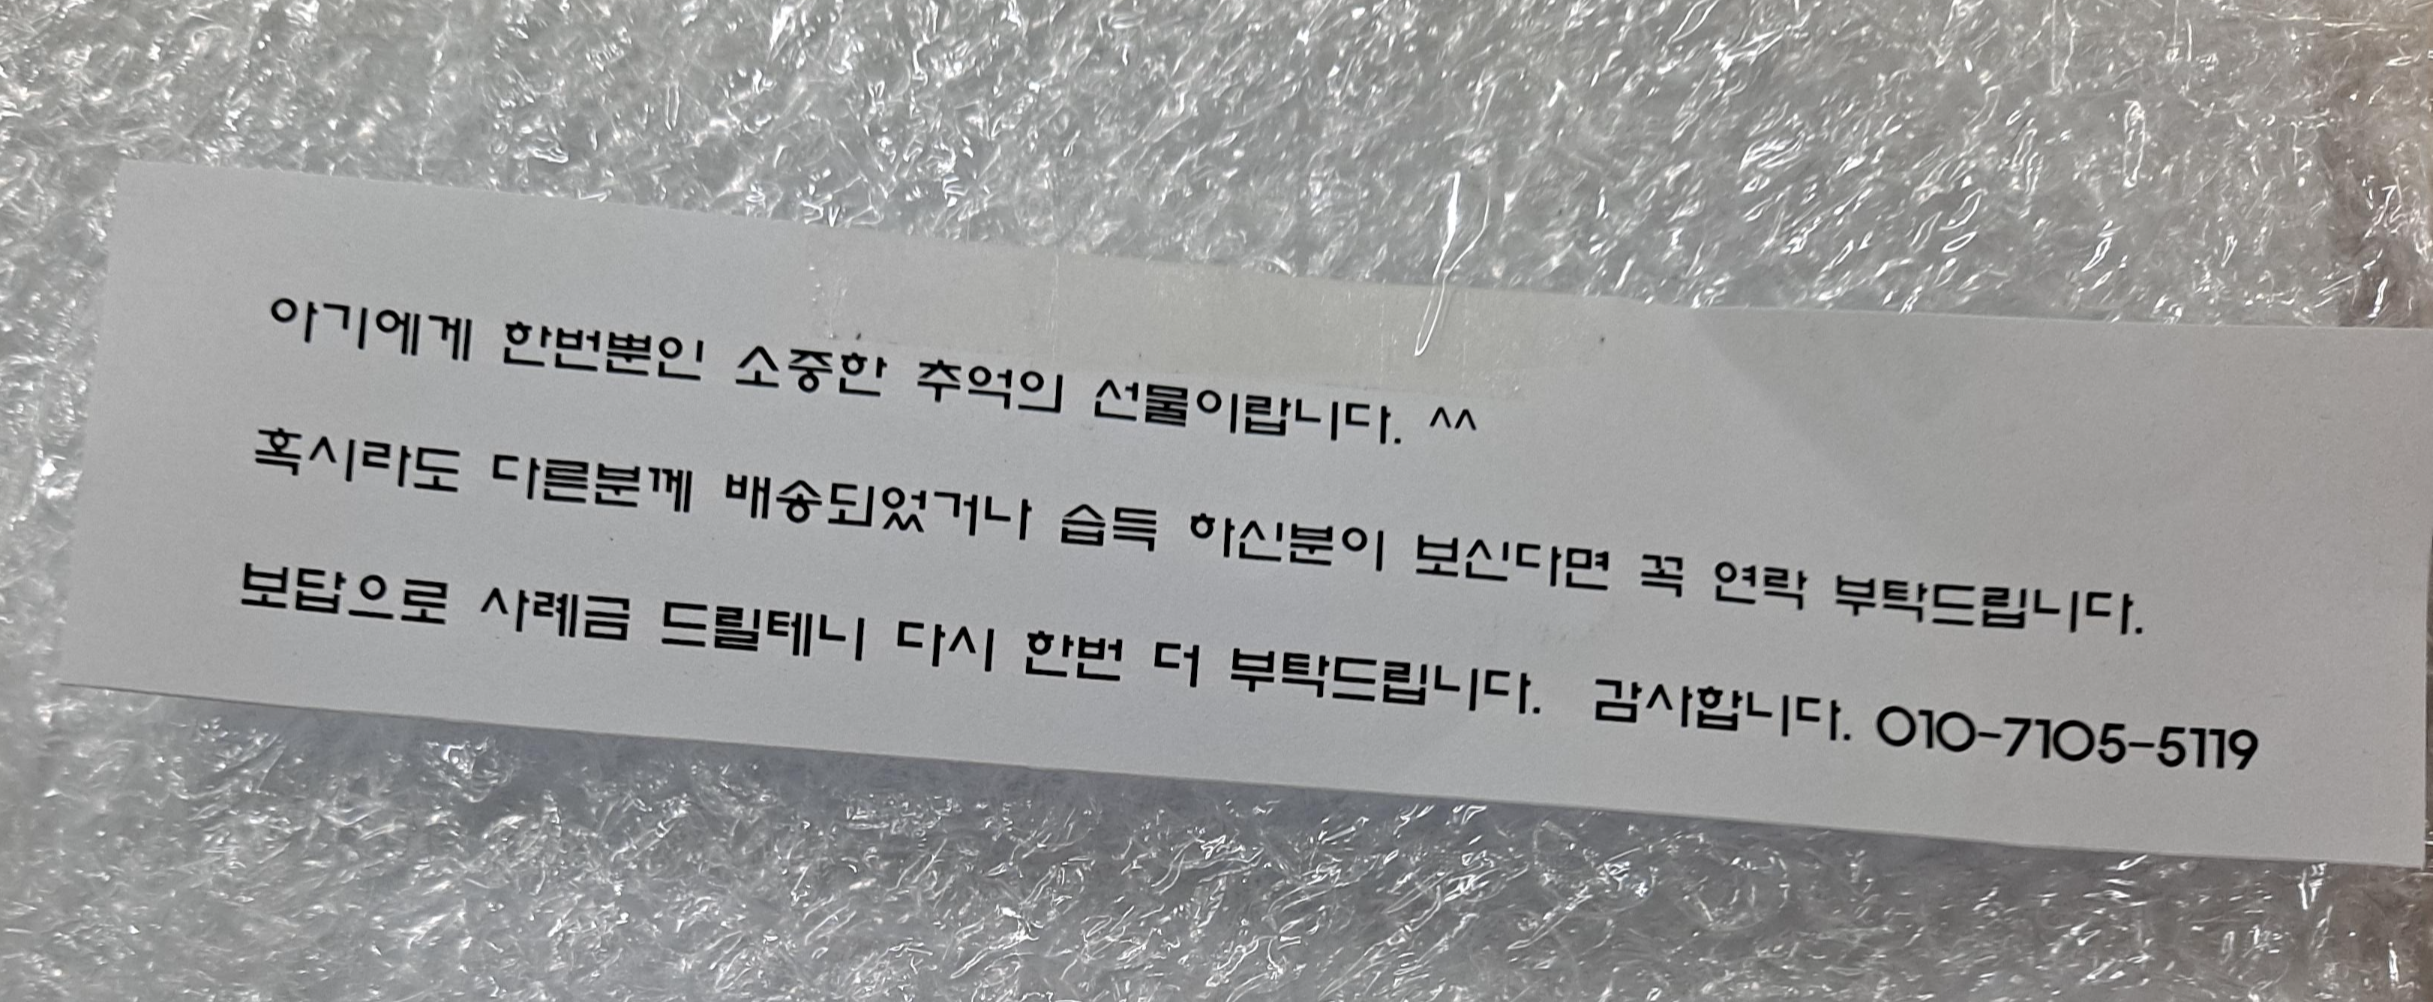 아기에게 한번뿐인 소중한 추억의 선물이랍니다. ^^
혹시라도 다른분께 배송되었거나 습득 하신분이 보신다면 꼭 연락 부탁드립니다.
보답으로 사례금 드릴테니 다시 한번 더 부탁드립니다. 감사합니다. 010-7105-5119